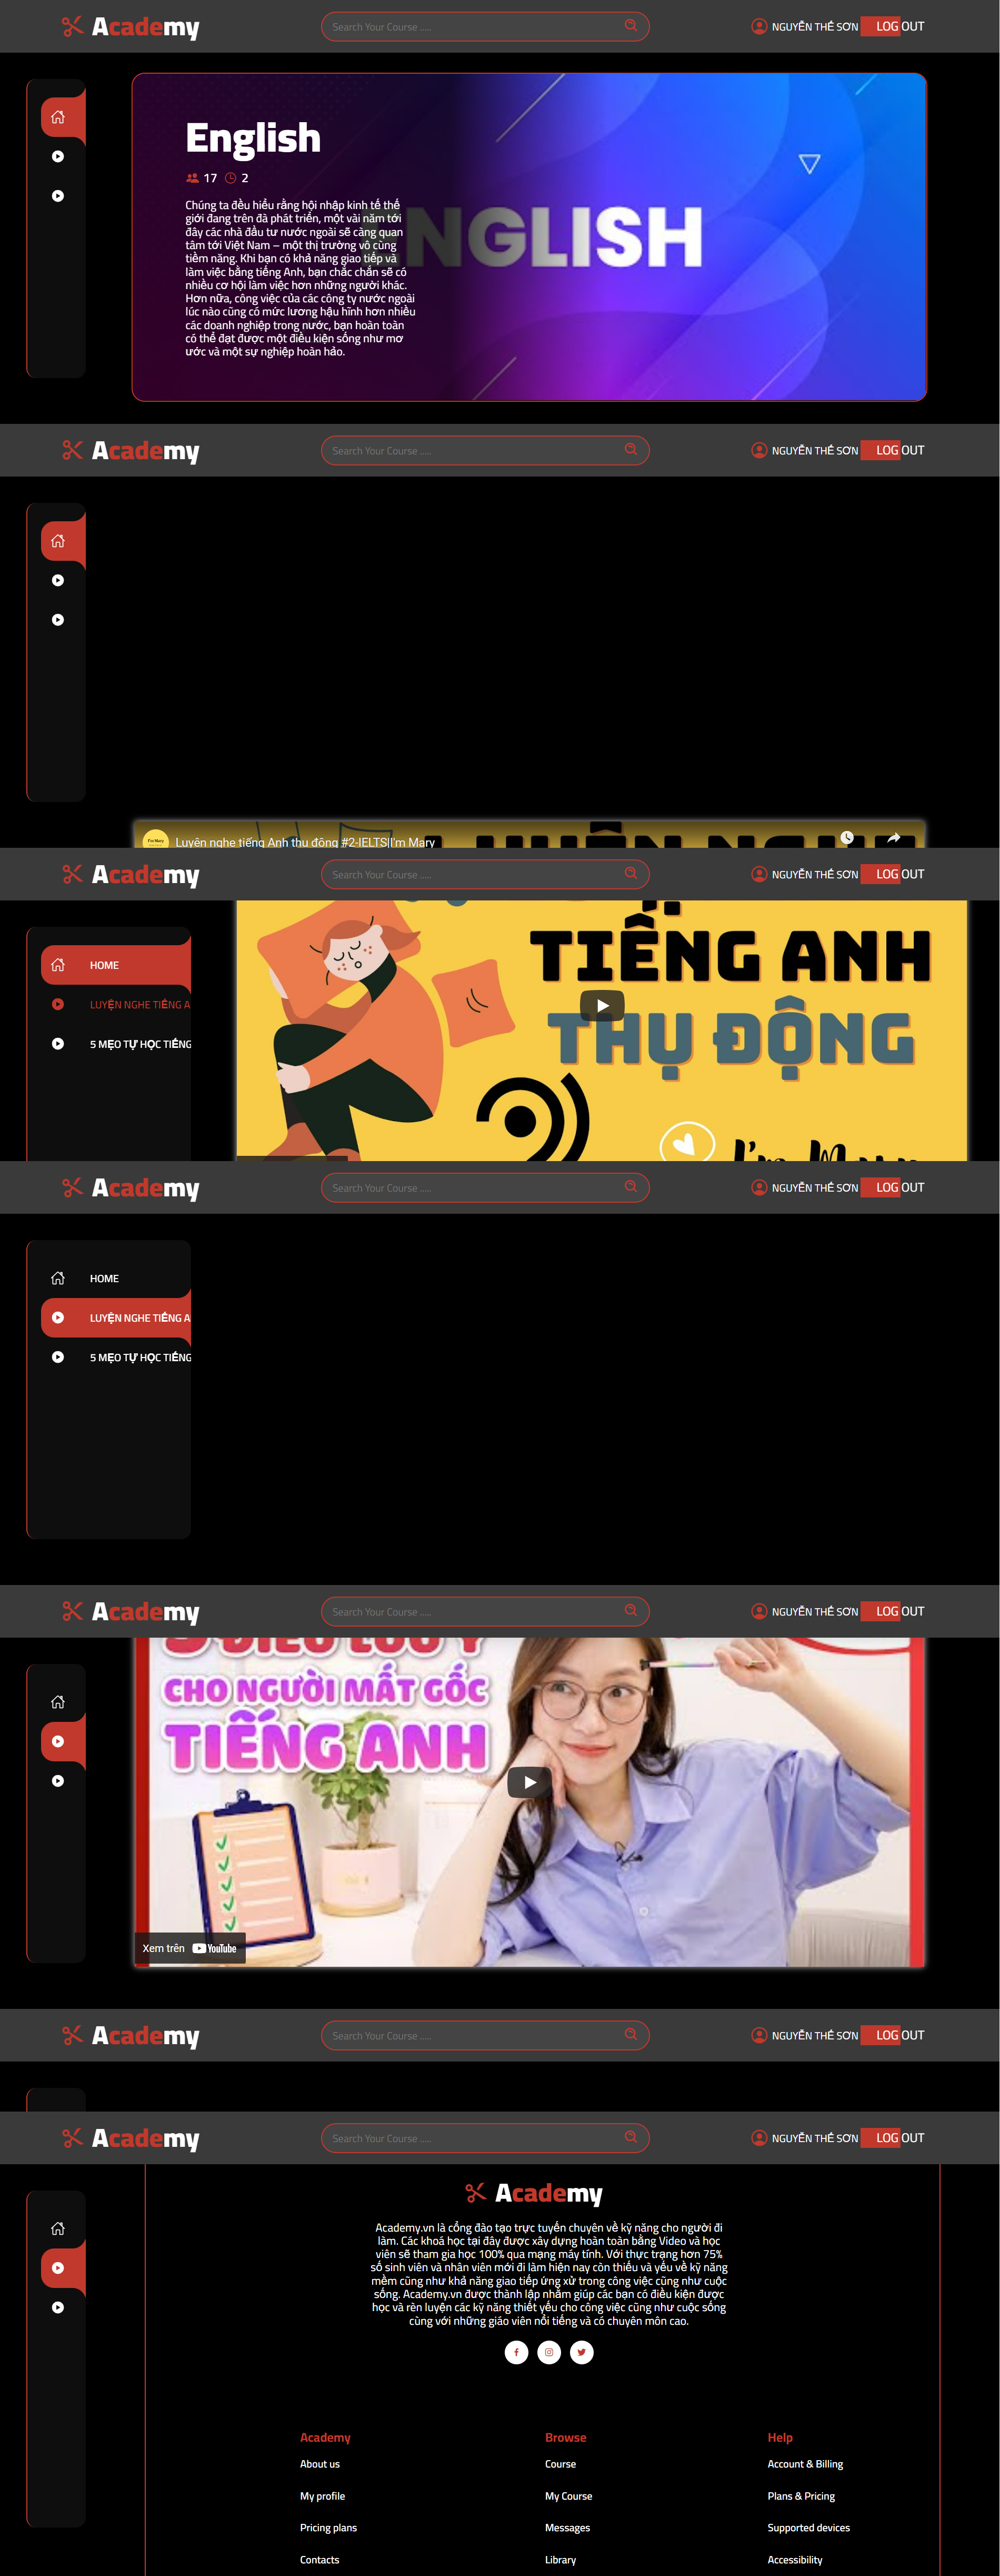 Academy
Search Your Course .....
NGUYỄN THẾ SƠN LOG OUT
English
17 2
Chúng ta đều hiểu rằng hội nhập kinh tế thế
giới đang trên đà phát triển, một vài năm tới
đây các nhà đầu tư nước ngoài sẽ càng quan
tâm tới Việt Nam – một thị trường vô cùng
tiềm năng. Khi bạn có khả năng giao tiếp và
làm việc bằng tiếng Anh, bạn chắc chắn sẽ có
nhiều cơ hội làm việc hơn những người khác.
Hơn nữa, công việc của các công ty nước ngoài
lúc nào cũng có mức lương hậu hĩnh hơn nhiều
các doanh nghiệp trong nước, bạn hoàn toàn
có thể đạt được một điều kiện sống như mơ
ước và một sự nghiệp hoàn hảo.
ENGLISH
Academy
Search Your Course .....
NGUYỄN THẾ SƠN LOG OUT
Luyện nghe tiếng Anh thụ động #2-IELTS|I'm Mary
Academy
Search Your Course .....
NGUYỄN THẾ SƠN LOG OUT
HOME
LUYỆN NGHE TIẾNG A
5 MẸO TỰ HỌC TIẾNG
TIẾNG ANH
THỤ ĐỘNG
I'm Mary
Academy
Search Your Course .....
NGUYỄN THẾ SƠN LOG OUT
HOME
LUYỆN NGHE TIẾNG A
5 MẸO TỰ HỌC TIẾNG
Academy
Search Your Course .....
NGUYỄN THẾ SƠN LOG OUT
ĐIỀU LƯU Ý
CHO NGƯỜI MẤT GỐC
TIẾNG ANH
Xem trên YouTube
Academy
Search Your Course .....
NGUYỄN THẾ SƠN LOG OUT
Academy
Search Your Course .....
NGUYỄN THẾ SƠN LOG OUT
Academy
Academy.vn là cổng đào tạo trực tuyến chuyên về kỹ năng cho người đi
làm. Các khoá học tại đây được xây dựng hoàn toàn bằng Video và học
viên sẽ tham gia học 100% qua mạng máy tính. Với thực trạng hơn 75%
số sinh viên và nhân viên mới đi làm hiện nay còn thiếu và yếu về kỹ năng
mềm cũng như khả năng giao tiếp ứng xử trong công việc cũng như cuộc
sống. Academy.vn được thành lập nhằm giúp các bạn có điều kiện được
học và rèn luyện các kỹ năng thiết yếu cho công việc cũng như cuộc sống
cùng với những giáo viên nổi tiếng và có chuyên môn cao.
Academy Browse Help
About us Course Account & Billing
My profile My Course Plans & Pricing
Pricing plans Messages Supported devices
Contacts Library Accessibility